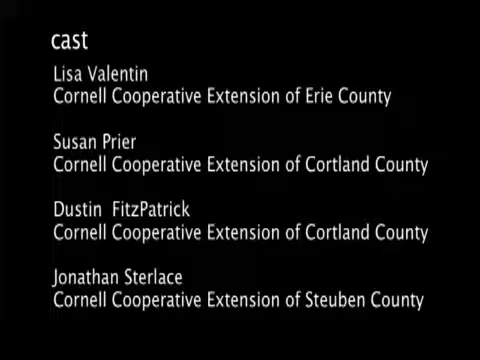 cast
Lisa Valentin
Cornell Cooperative Extension of Erie County
Susan Prier
Cornell Cooperative Extension of Cortland County
Dustin  FitzPatrick
Cornell Cooperative Extension of Cortland County
Jonathan Sterlace
Cornell Cooperative Extension of Steuben County